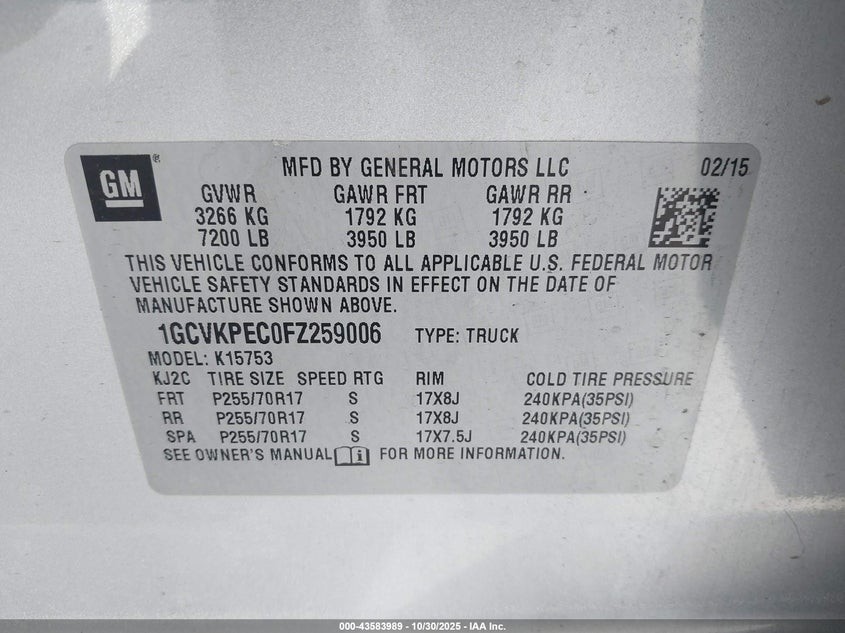 GM®
MFD BY GENERAL MOTORS LLC 02/15
GVWR GAWR FRT GAWR RR
3266 KG 1792 KG 1792 KG
7200 LB 3950 LB 3950 LB
THIS VEHICLE CONFORMS TO ALL APPLICABLE U.S. FEDERAL MOTOR
VEHICLE SAFETY STANDARDS IN EFFECT ON THE DATE OF
MANUFACTURE SHOWN ABOVE.
1GCVKPEC0FZ259006 TYPE: TRUCK
MODEL: K15753
KJ2C TIRE SIZE SPEED RTG RIM COLD TIRE PRESSURE
FRT P255/70R17 S 17X8J 240KPA(35PSI)
RR P255/70R17 S 17X8J 240KPA(35PSI)
SPA P255/70R17 S 17X7.5J 240KPA(35PSI)
SEE OWNER'S MANUAL FOR MORE INFORMATION.
000-43583989 - 10/30/2025 - IAA Inc.